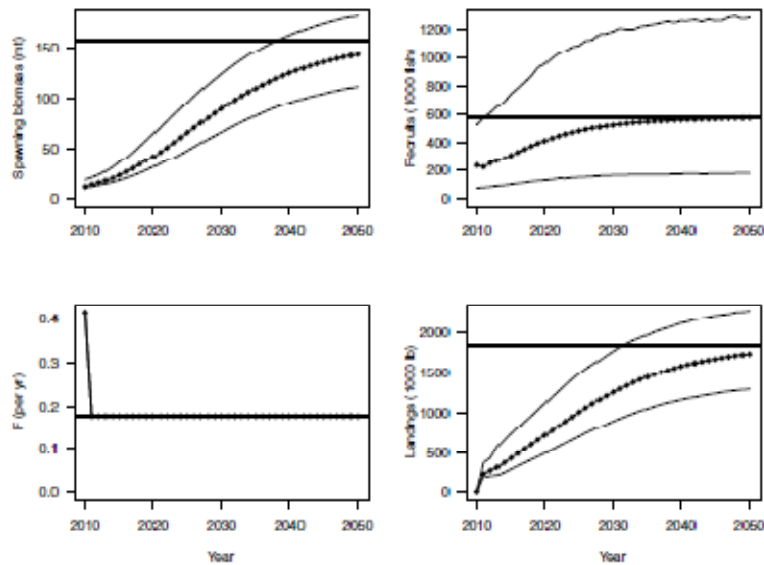 Spawning biomass (mt)
150
100
50
0
2010 2020 2030 2040 2050
Recruits (1000 fish)
1200
1000
800
600
400
200
0
2010 2020 2030 2040 2050
F (per yr)
0.4
0.3
0.2
0.1
0.0
2010 2020 2030 2040 2050
Year
Landings (1000 lb)
2000
1500
1000
500
0
2010 2020 2030 2040 2050
Year